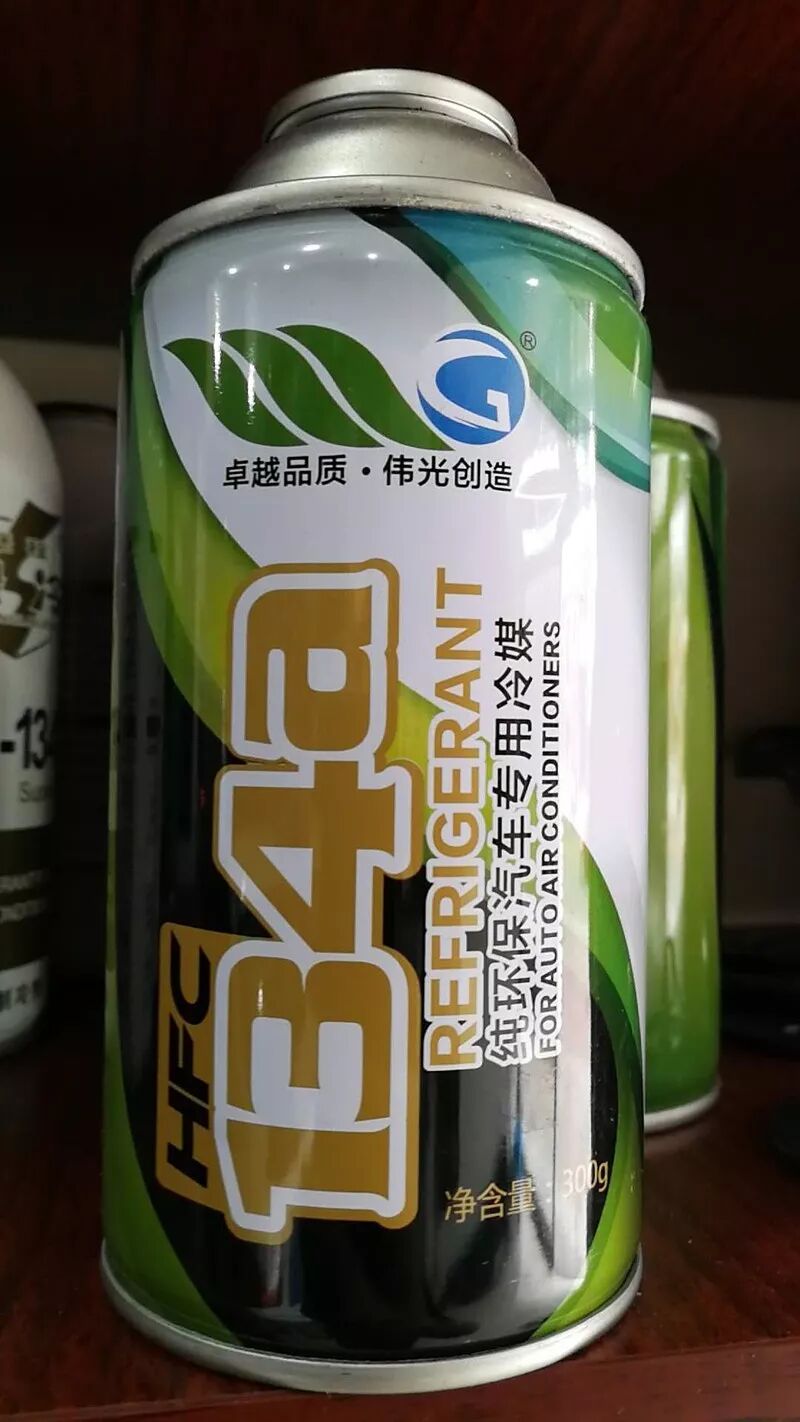 G
®
卓越品质·伟光创造
HFC
134a
REFRIGERANT
纯环保汽车专用冷媒
FOR AUTO AIR CONDITIONERS
净含量：300g
-13